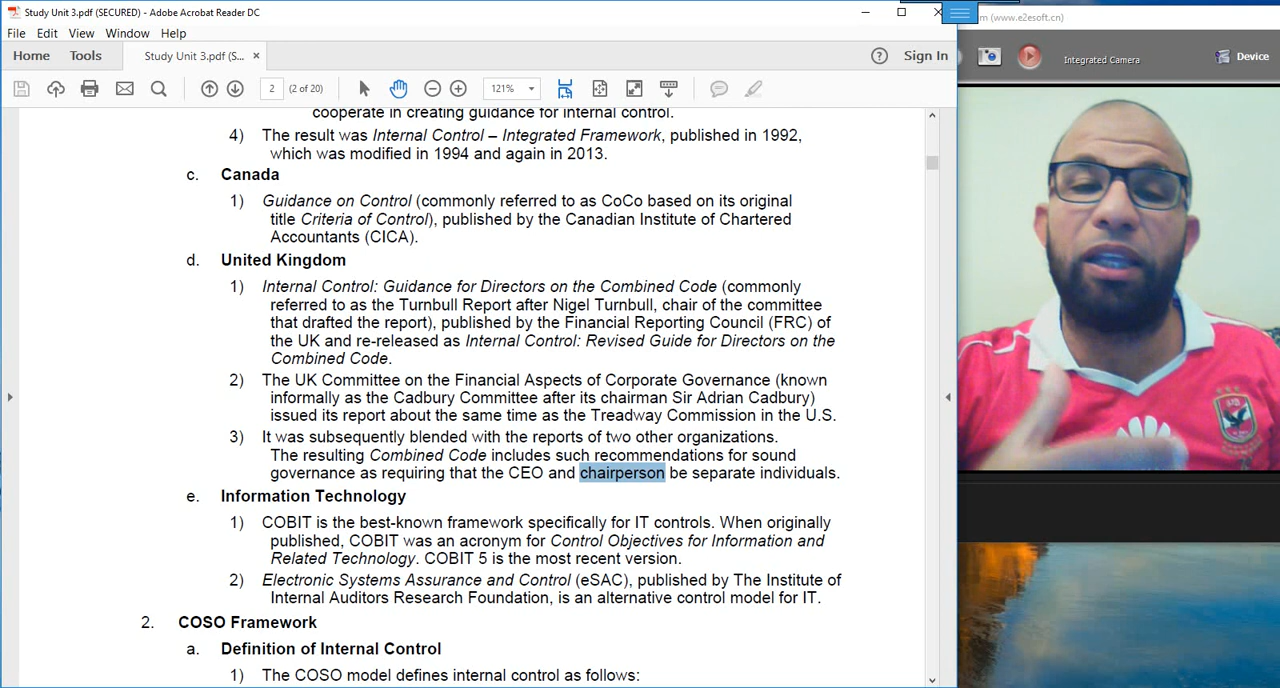 Study Unit 3.pdf (SECURED) - Adobe Acrobat Reader DC
m (www.e2esoft.cn)
File Edit View Window Help
Home Tools Study Unit 3.pdf (S... × Sign In
Integrated Camera Device
2 (2 of 20) 121%
cooperate in creating guidance for internal control.
4) The result was Internal Control – Integrated Framework, published in 1992,
which was modified in 1994 and again in 2013.
c. Canada
1) Guidance on Control (commonly referred to as CoCo based on its original
title Criteria of Control), published by the Canadian Institute of Chartered
Accountants (CICA).
d. United Kingdom
1) Internal Control: Guidance for Directors on the Combined Code (commonly
referred to as the Turnbull Report after Nigel Turnbull, chair of the committee
that drafted the report), published by the Financial Reporting Council (FRC) of
the UK and re-released as Internal Control: Revised Guide for Directors on the
Combined Code.
2) The UK Committee on the Financial Aspects of Corporate Governance (known
informally as the Cadbury Committee after its chairman Sir Adrian Cadbury)
issued its report about the same time as the Treadway Commission in the U.S.
3) It was subsequently blended with the reports of two other organizations.
The resulting Combined Code includes such recommendations for sound
governance as requiring that the CEO and chairperson be separate individuals.
e. Information Technology
1) COBIT is the best-known framework specifically for IT controls. When originally
published, COBIT was an acronym for Control Objectives for Information and
Related Technology. COBIT 5 is the most recent version.
2) Electronic Systems Assurance and Control (eSAC), published by The Institute of
Internal Auditors Research Foundation, is an alternative control model for IT.
2. COSO Framework
a. Definition of Internal Control
1) The COSO model defines internal control as follows: